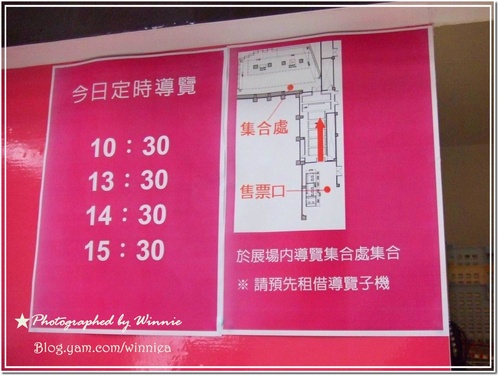 今日定時導覽
10：30
13：30
14：30
15：30
集合處
售票口
於展場內導覽集合處集合
※ 請預先租借導覽子機
Photographed by Winnie
Blog.yam.com/winniea